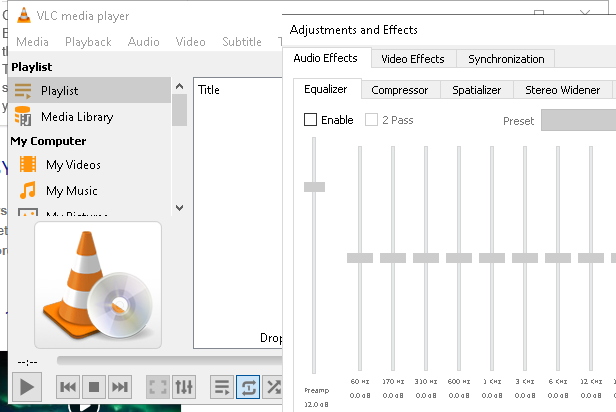 VLC media player
Media Playback Audio Video Subtitle T
Playlist
Playlist
Media Library
My Computer
My Videos
My Music
My Pictures
Title
Drop
--:--
Adjustments and Effects
Audio Effects Video Effects Synchronization
Equalizer Compressor Spatializer Stereo Widener
Enable 2 Pass Preset
60 Hz 170 Hz 310 Hz 600 Hz 1 KHz 3 KHz 6 KHz 12 KHz
Preamp 0.0 dB 0.0 dB 0.0 dB 0.0 dB 0.0 dB 0.0 dB 0.0 dB 0.0 dB
12.0 dB